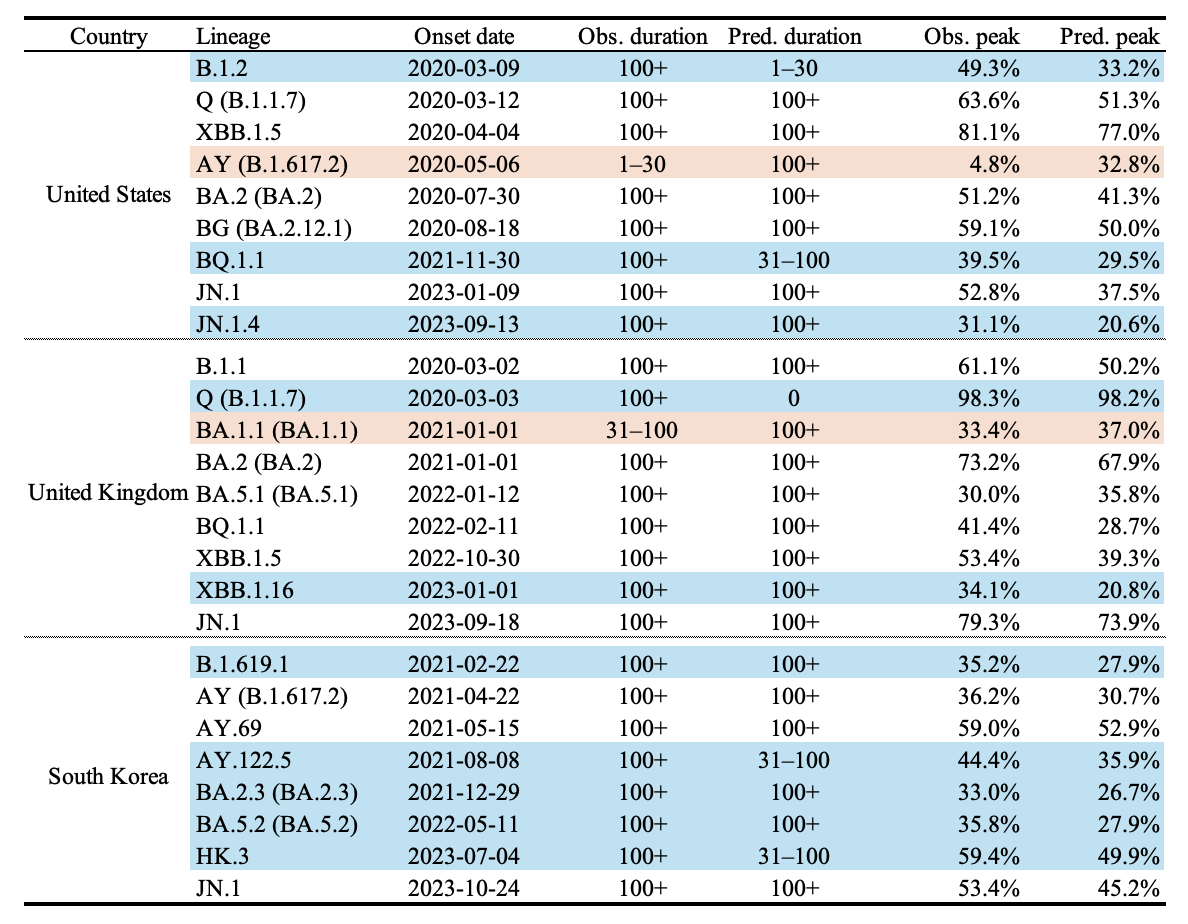 Country Lineage Onset date Obs. duration Pred. duration Obs. peak Pred. peak
B.1.2 2020-03-09 100+ 1–30 49.3% 33.2%
Q (B.1.1.7) 2020-03-12 100+ 100+ 63.6% 51.3%
XBB.1.5 2020-04-04 100+ 100+ 81.1% 77.0%
AY (B.1.617.2) 2020-05-06 1–30 100+ 4.8% 32.8%
United States BA.2 (BA.2) 2020-07-30 100+ 100+ 51.2% 41.3%
BG (BA.2.12.1) 2020-08-18 100+ 100+ 59.1% 50.0%
BQ.1.1 2021-11-30 100+ 31–100 39.5% 29.5%
JN.1 2023-01-09 100+ 100+ 52.8% 37.5%
JN.1.4 2023-09-13 100+ 100+ 31.1% 20.6%
B.1.1 2020-03-02 100+ 100+ 61.1% 50.2%
Q (B.1.1.7) 2020-03-03 100+ 0 98.3% 98.2%
BA.1.1 (BA.1.1) 2021-01-01 31–100 100+ 33.4% 37.0%
BA.2 (BA.2) 2021-01-01 100+ 100+ 73.2% 67.9%
United Kingdom BA.5.1 (BA.5.1) 2022-01-12 100+ 100+ 30.0% 35.8%
BQ.1.1 2022-02-11 100+ 100+ 41.4% 28.7%
XBB.1.5 2022-10-30 100+ 100+ 53.4% 39.3%
XBB.1.16 2023-01-01 100+ 100+ 34.1% 20.8%
JN.1 2023-09-18 100+ 100+ 79.3% 73.9%
B.1.619.1 2021-02-22 100+ 100+ 35.2% 27.9%
AY (B.1.617.2) 2021-04-22 100+ 100+ 36.2% 30.7%
AY.69 2021-05-15 100+ 100+ 59.0% 52.9%
South Korea AY.122.5 2021-08-08 100+ 31–100 44.4% 35.9%
BA.2.3 (BA.2.3) 2021-12-29 100+ 100+ 33.0% 26.7%
BA.5.2 (BA.5.2) 2022-05-11 100+ 100+ 35.8% 27.9%
HK.3 2023-07-04 100+ 31–100 59.4% 49.9%
JN.1 2023-10-24 100+ 100+ 53.4% 45.2%